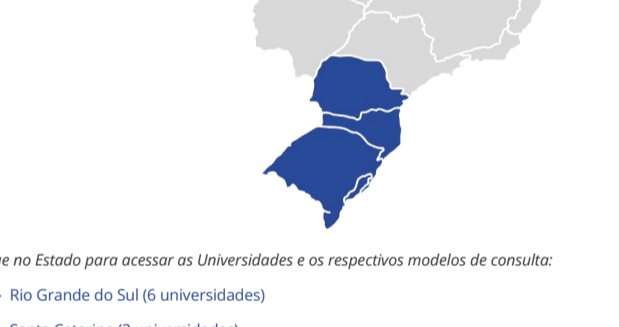 no Estado para acessar as Universidades e os respectivos modelos de consulta:
Rio Grande do Sul (6 universidades)